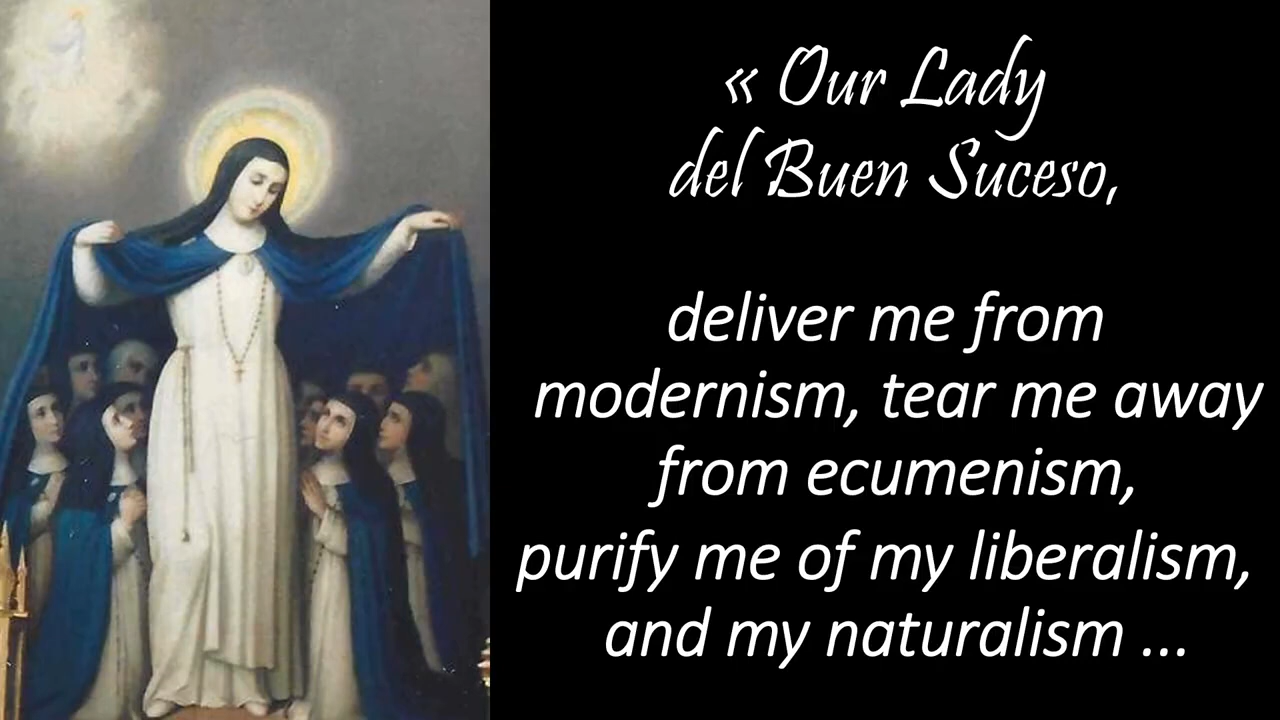 « Our Lady
del Buen Suceso,
deliver me from
modernism, tear me away
from ecumenism,
purify me of my liberalism,
and my naturalism ...